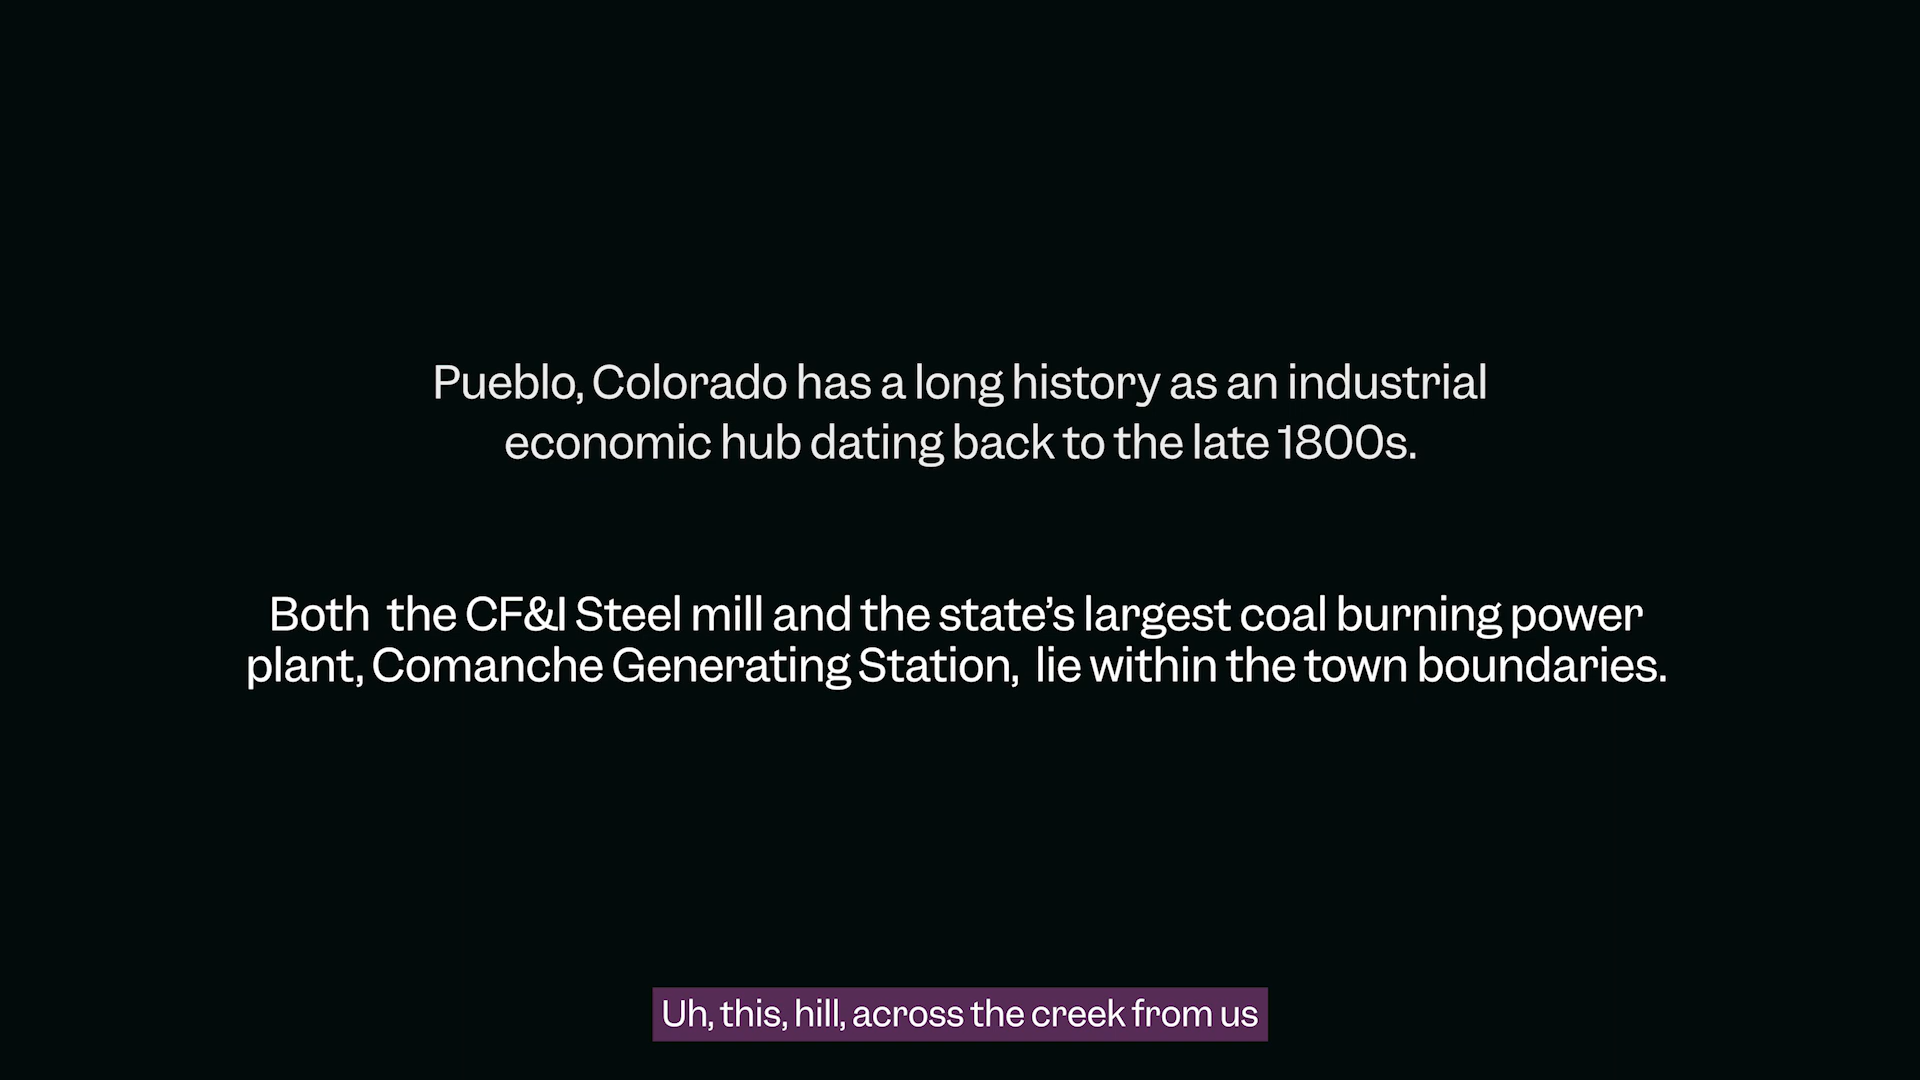 Pueblo, Colorado has a long history as an industrial
economic hub dating back to the late 1800s.
Both the CF&I Steel mill and the state's largest coal burning power
plant, Comanche Generating Station, lie within the town boundaries.
Uh, this, hill, across the creek from us